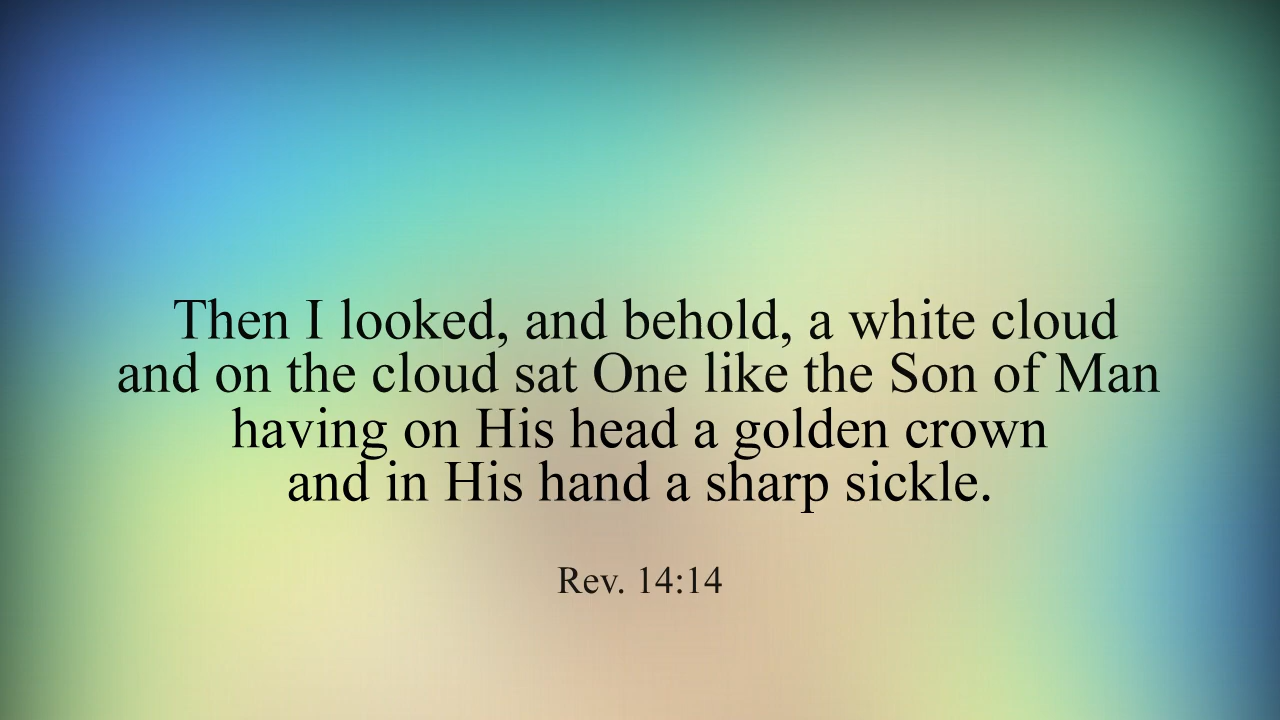 Then I looked, and behold, a white cloud
and on the cloud sat One like the Son of Man
having on His head a golden crown
and in His hand a sharp sickle.
Rev. 14:14